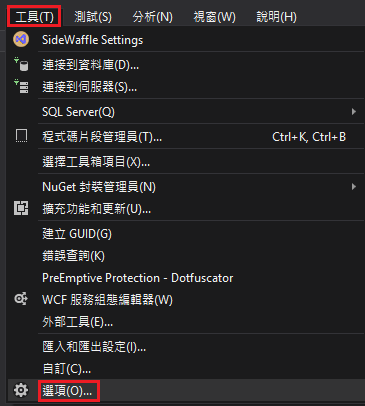 工具(T) 測試(S) 分析(N) 視窗(W) 說明(H)
SideWaffle Settings
連接到資料庫(D)...
連接到伺服器(S)...
SQL Server(Q)
程式碼片段管理員(T)... Ctrl+K, Ctrl+B
選擇工具箱項目(X)...
NuGet 封裝管理員(N)
擴充功能和更新(U)...
建立 GUID(G)
錯誤查詢(K)
PreEmptive Protection - Dotfuscator
WCF 服務組態編輯器(W)
外部工具(E)...
匯入和匯出設定(I)...
自訂(C)...
選項(O)...